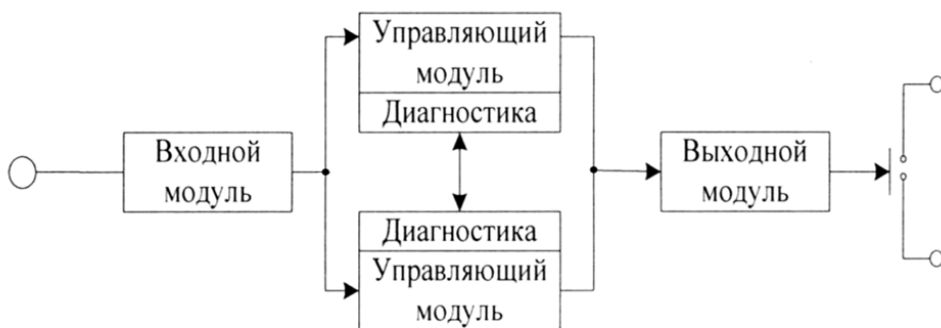 Управляющий
модуль
Диагностика
Входной
модуль
Выходной
модуль
Диагностика
Управляющий
модуль